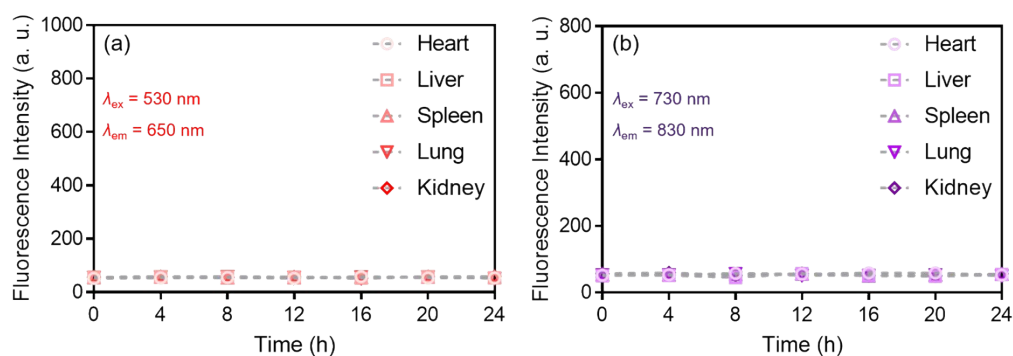 (a)
Fluorescence Intensity (a. u.)
1000
800
600
400
200
0
λex = 530 nm
λem = 650 nm
Heart
Liver
Spleen
Lung
Kidney
0 4 8 12 16 20 24
Time (h)
(b)
Fluorescence Intensity (a. u.)
800
600
400
200
0
λex = 730 nm
λem = 830 nm
Heart
Liver
Spleen
Lung
Kidney
0 4 8 12 16 20 24
Time (h)